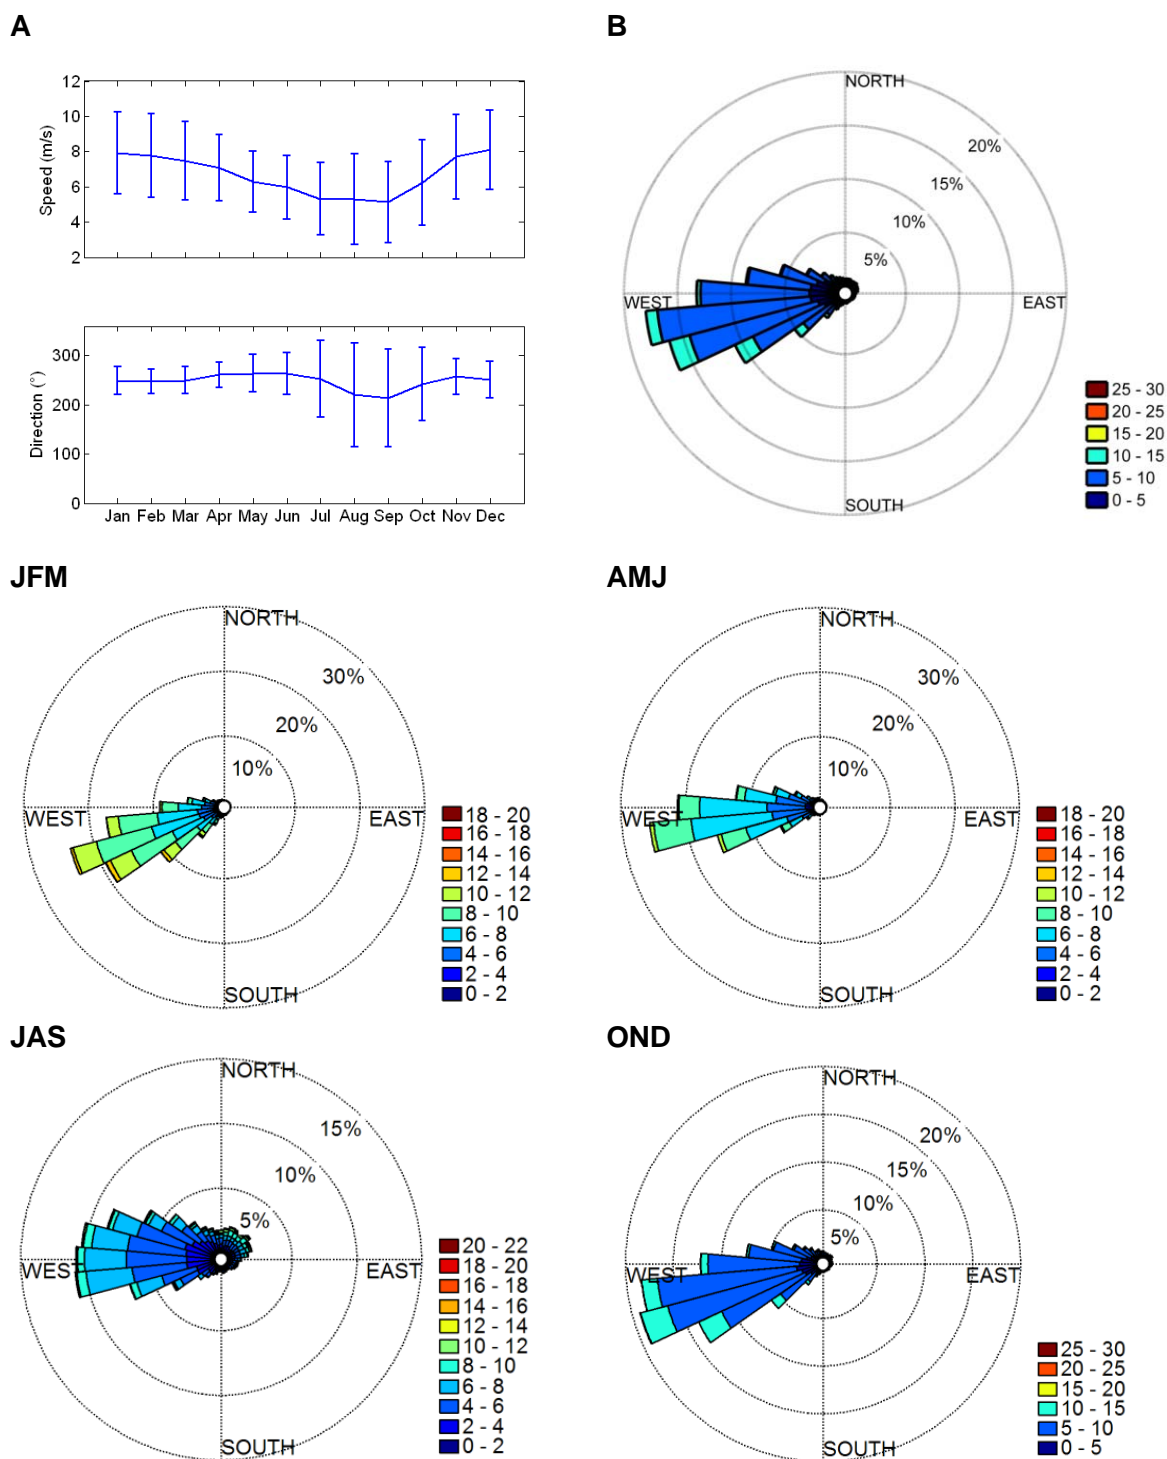 A
B
12
10
8
6
4
2
Speed (m/s)
300
200
100
0
Direction (°)
Jan Feb Mar Apr May Jun Jul Aug Sep Oct Nov Dec
NORTH
20%
15%
10%
5%
WEST
EAST
SOUTH
25 - 30
20 - 25
15 - 20
10 - 15
5 - 10
0 - 5
JFM
NORTH
30%
20%
10%
WEST
EAST
SOUTH
18 - 20
16 - 18
14 - 16
12 - 14
10 - 12
8 - 10
6 - 8
4 - 6
2 - 4
0 - 2
AMJ
NORTH
30%
20%
10%
WEST
EAST
SOUTH
18 - 20
16 - 18
14 - 16
12 - 14
10 - 12
8 - 10
6 - 8
4 - 6
2 - 4
0 - 2
JAS
NORTH
15%
10%
5%
WEST
EAST
SOUTH
20 - 22
18 - 20
16 - 18
14 - 16
12 - 14
10 - 12
8 - 10
6 - 8
4 - 6
2 - 4
0 - 2
OND
NORTH
20%
15%
10%
5%
WEST
EAST
SOUTH
25 - 30
20 - 25
15 - 20
10 - 15
5 - 10
0 - 5